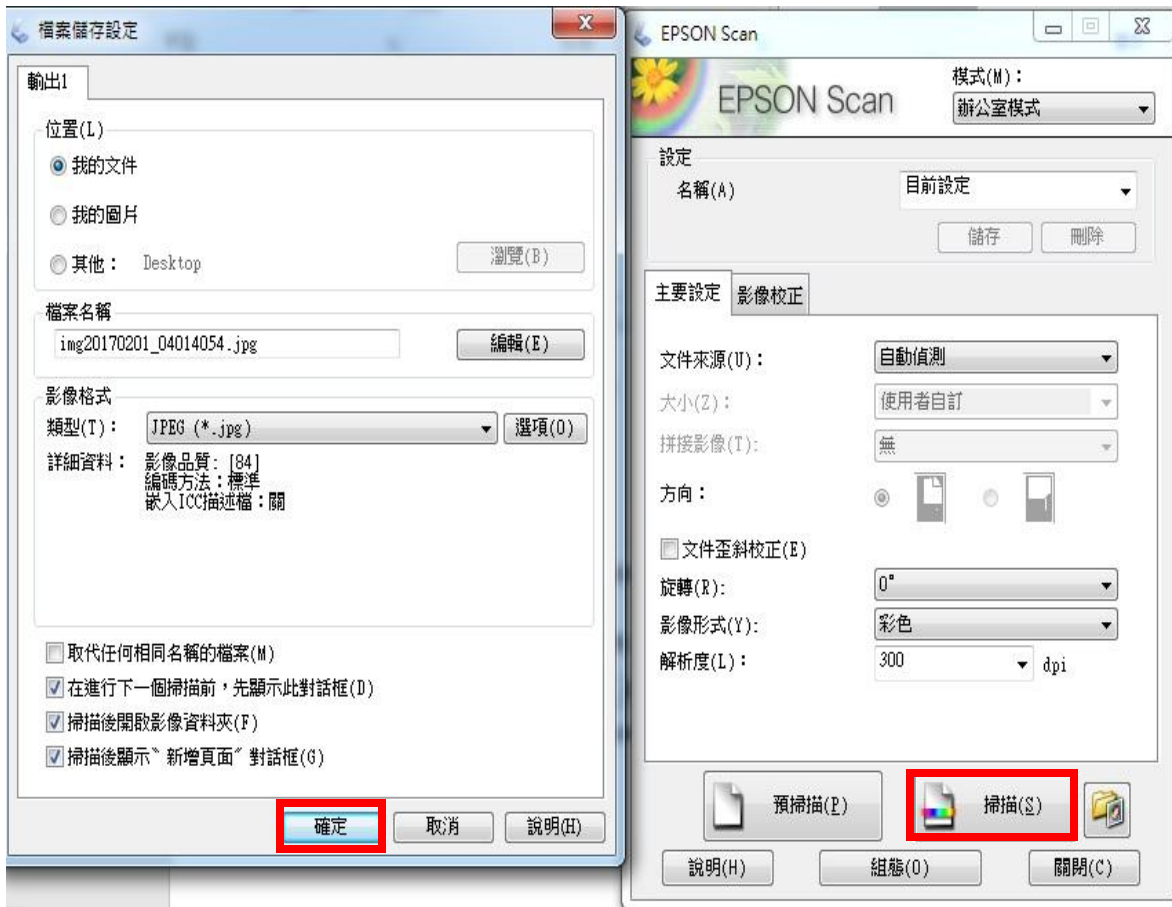 檔案儲存設定
輸出1
位置(L)
我的文件
我的圖片
其他： Desktop 瀏覽(B)
檔案名稱
img20170201_04014054.jpg 編輯(E)
影像格式
類型(T)： JPEG (*.jpg) 選項(O)
詳細資料： 影像品質: [84]
編碼方法：標準
嵌入ICC描述檔：關
取代任何相同名稱的檔案(M)
在進行下一個掃描前，先顯示此對話框(D)
掃描後開啟影像資料夾(F)
掃描後顯示〝新增頁面〞對話框(G)
確定 取消 說明(H)
EPSON Scan
EPSON Scan
模式(M)：
辦公室模式
設定
名稱(A) 目前設定
儲存 刪除
主要設定 影像校正
文件來源(U)： 自動偵測
大小(Z)： 使用者自訂
拼接影像(T): 無
方向：
文件歪斜校正(E)
旋轉(R): 0°
影像形式(Y): 彩色
解析度(L)： 300 dpi
預掃描(P) 掃描(S)
說明(H) 組態(O) 關閉(C)